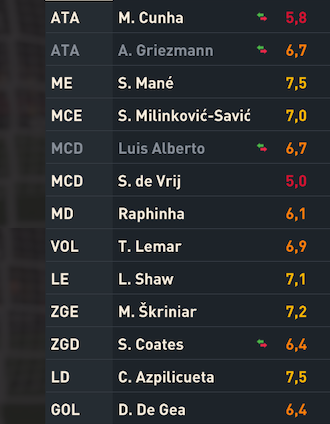 ATA M. Cunha 5,8
ATA A. Griezmann 6,7
ME S. Mané 7,5
MCE S. Milinković-Savić 7,0
MCD Luis Alberto 6,7
MCD S. de Vrij 5,0
MD Raphinha 6,1
VOL T. Lemar 6,9
LE L. Shaw 7,1
ZGE M. Škriniar 7,2
ZGD S. Coates 6,4
LD C. Azpilicueta 7,5
GOL D. De Gea 6,4